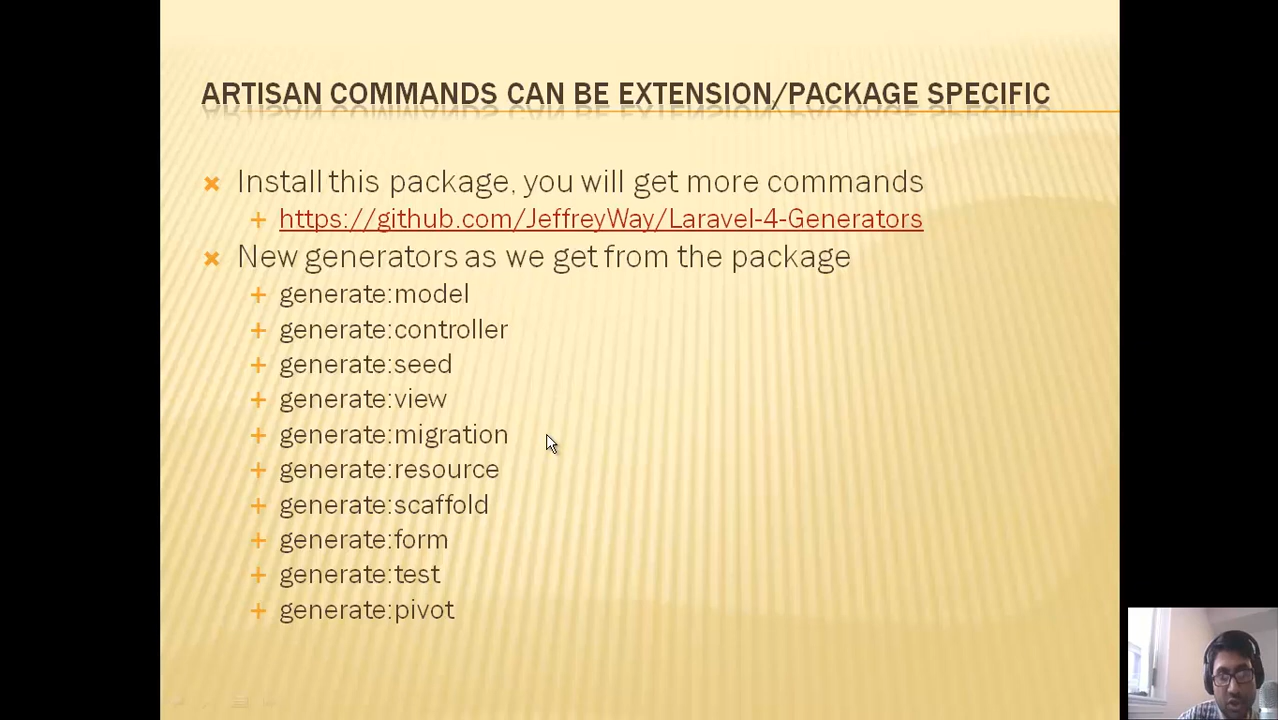 ARTISAN COMMANDS CAN BE EXTENSION/PACKAGE SPECIFIC
Install this package, you will get more commands
https://github.com/JeffreyWay/Laravel-4-Generators
New generators as we get from the package
generate:model
generate:controller
generate:seed
generate:view
generate:migration
generate:resource
generate:scaffold
generate:form
generate:test
generate:pivot